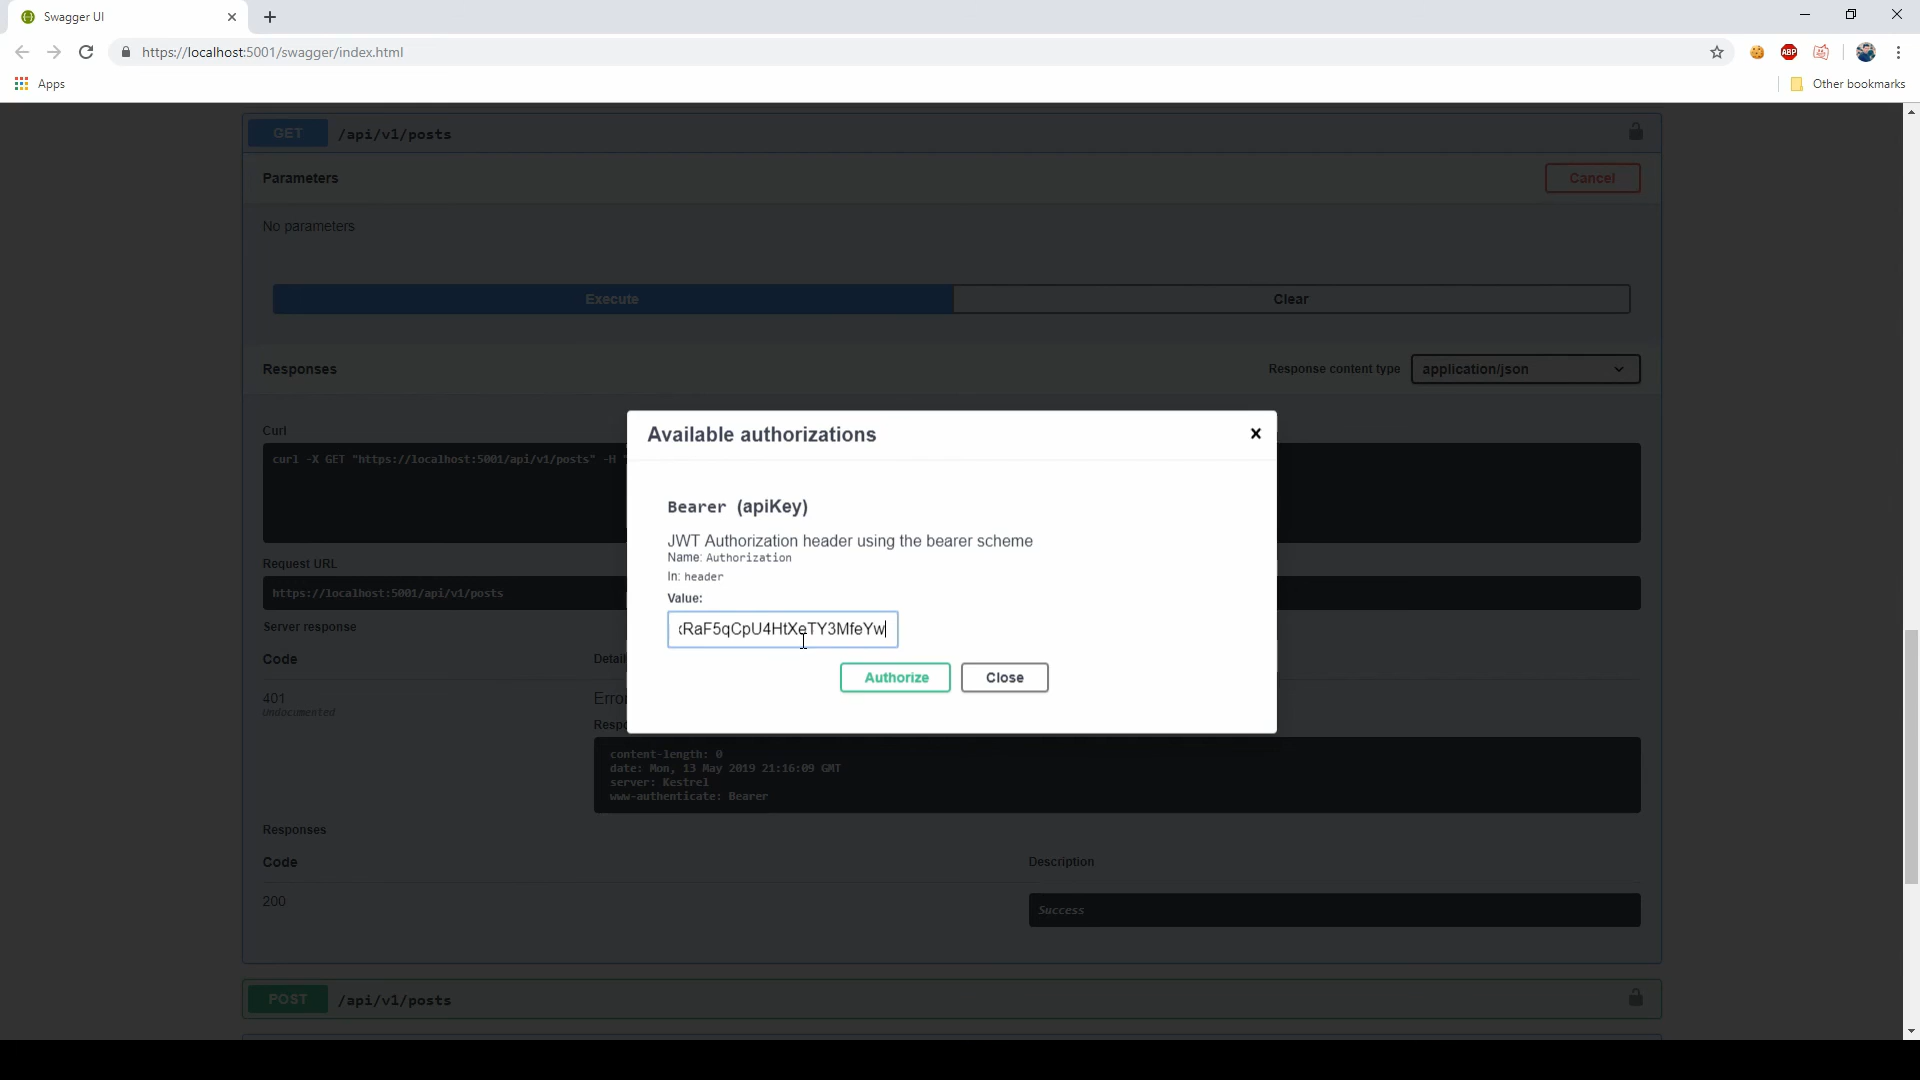 Swagger UI
https://localhost:5001/swagger/index.html
ABP
Apps
Other bookmarks
GET /api/v1/posts
Parameters
Cancel
No parameters
Execute
Clear
Responses
Response content type
application/json
Curl
curl -X GET "https://localhost:5001/api/v1/posts" -H "
Request URL
https://localhost:5001/api/v1/posts
Server response
Code
401
Undocumented
content-length: 0
date: Mon, 13 May 2019 21:16:09 GMT
server: Kestrel
www-authenticate: Bearer
Responses
Code
Description
200
Success
POST /api/v1/posts
Available authorizations
Bearer (apiKey)
JWT Authorization header using the bearer scheme
Name: Authorization
In: header
Value:
RaF5qCpU4HtXeTY3MfeYw
Authorize
Close